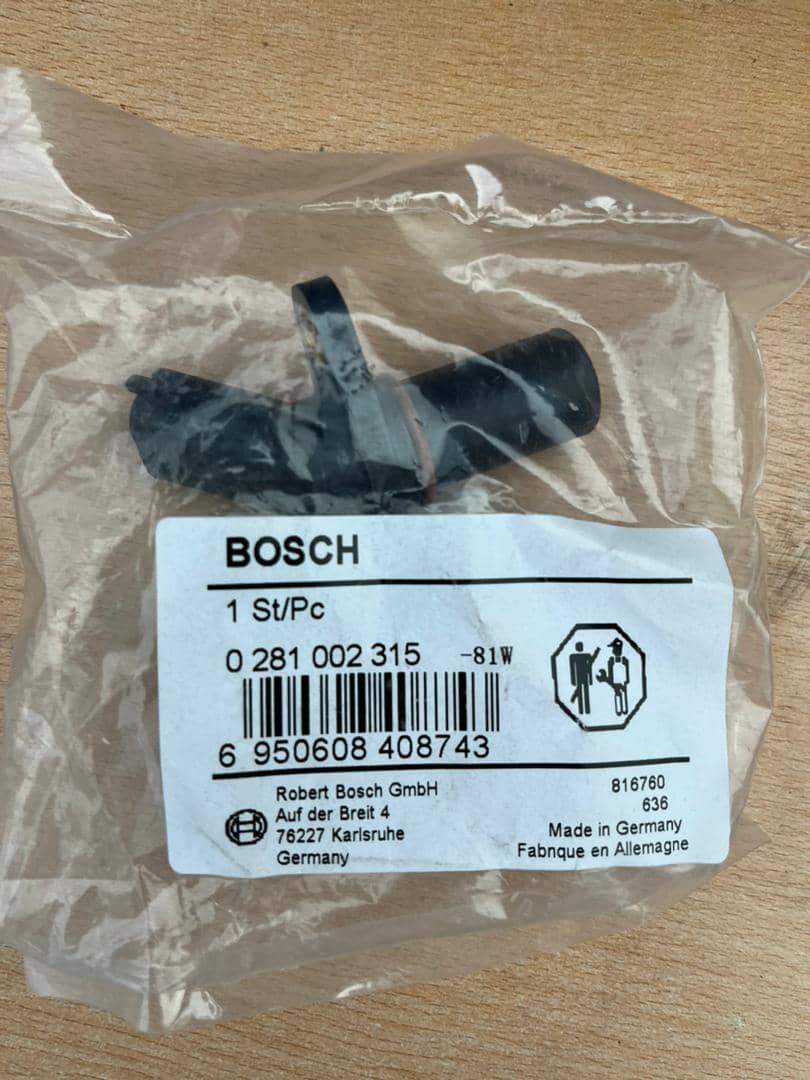 BOSCH
1 St/Pc
0 281 002 315 -81W
6 950608 408743
Robert Bosch GmbH
Auf der Breit 4
76227 Karlsruhe
Germany
816760
636
Made in Germany
Fabnque en Allemagne